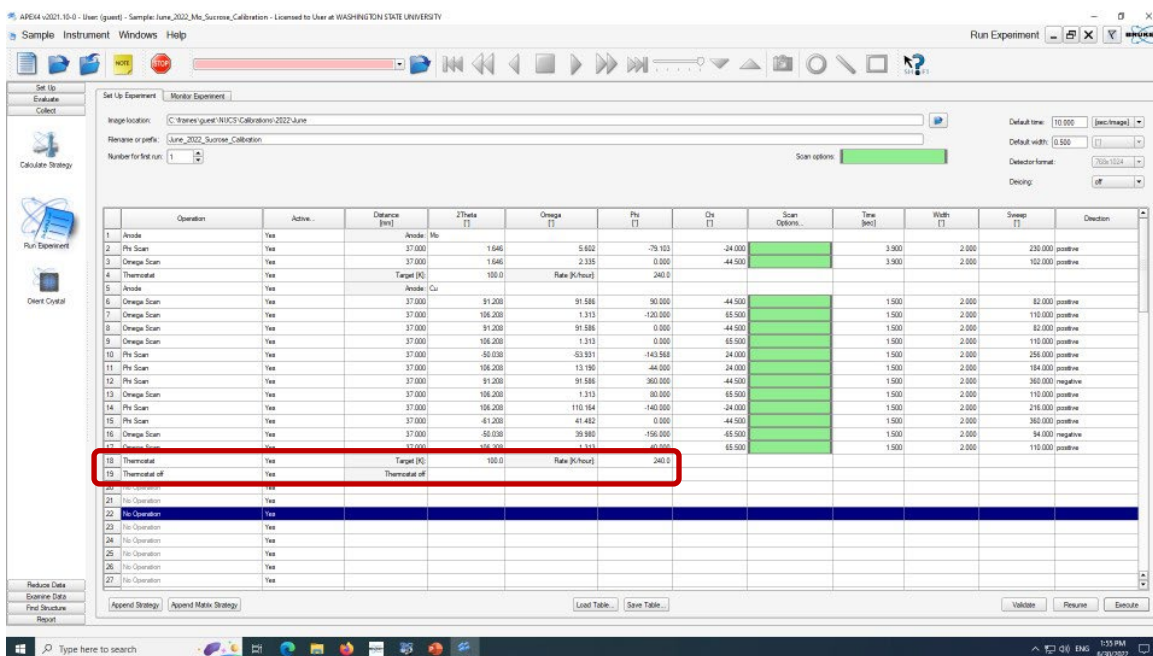 APEX4 v2021.10-0 - User: (guest) - Sample: June_2022_Mo_Sucrose_Calibration - Licensed to User at WASHINGTON STATE UNIVERSITY
Sample Instrument Windows Help Run Experiment
NOTE STOP
Set Up
Evaluate
Collect
Calculate Strategy
Run Experiment
Orient Crystal
Reduce Data
Examine Data
Find Structure
Report
Set Up Experiment Monitor Experiment
Image location: C:\frames\guest\NUCS\Calibrations\2022\June
Filename or prefix: June_2022_Sucrose_Calibration
Number for first run: 1
Scan options:
Default time: 10.000 [sec/image]
Default width: 0.500 [°]
Detector format: 768x1024
Deicing: off
Operation Active... Distance [mm] 2Theta [°] Omega [°] Phi [°] Chi [°] Scan Options... Time [sec] Width [°] Sweep [°] Direction
1 Anode Yes Anode: Mo
2 Phi Scan Yes 37.000 1.646 5.602 -79.103 -24.000 3.900 2.000 230.000 positive
3 Omega Scan Yes 37.000 1.646 2.335 0.000 -44.500 3.900 2.000 102.000 positive
4 Thermostat Yes Target [K]: 100.0 Rate [K/hour]: 240.0
5 Anode Yes Anode: Cu
6 Omega Scan Yes 37.000 91.208 91.586 90.000 -44.500 1.500 2.000 82.000 positive
7 Omega Scan Yes 37.000 106.208 1.313 -120.000 65.500 1.500 2.000 110.000 positive
8 Omega Scan Yes 37.000 91.208 91.586 0.000 -44.500 1.500 2.000 82.000 positive
9 Omega Scan Yes 37.000 106.208 1.313 0.000 65.500 1.500 2.000 110.000 positive
10 Phi Scan Yes 37.000 -50.038 -53.931 -143.568 24.000 1.500 2.000 256.000 positive
11 Phi Scan Yes 37.000 106.208 13.190 -44.000 24.000 1.500 2.000 184.000 positive
12 Phi Scan Yes 37.000 91.208 91.586 360.000 -44.500 1.500 2.000 360.000 negative
13 Omega Scan Yes 37.000 106.208 1.313 80.000 65.500 1.500 2.000 110.000 positive
14 Phi Scan Yes 37.000 106.208 110.164 -140.000 -24.000 1.500 2.000 216.000 positive
15 Phi Scan Yes 37.000 -61.208 41.482 0.000 -44.500 1.500 2.000 360.000 positive
16 Omega Scan Yes 37.000 -50.038 39.980 -156.000 -65.500 1.500 2.000 94.000 negative
17 Omega Scan Yes 37.000 106.208 1.313 40.000 65.500 1.500 2.000 110.000 positive
18 Thermostat Yes Target [K]: 100.0 Rate [K/hour]: 240.0
19 Thermostat off Yes Thermostat off
20 No Operation Yes
21 No Operation Yes
22 No Operation Yes
23 No Operation Yes
24 No Operation Yes
25 No Operation Yes
26 No Operation Yes
27 No Operation Yes
Append Strategy Append Matrix Strategy Load Table... Save Table... Validate Resume Execute
Type here to search
ENG 1:55 PM
6/30/2022